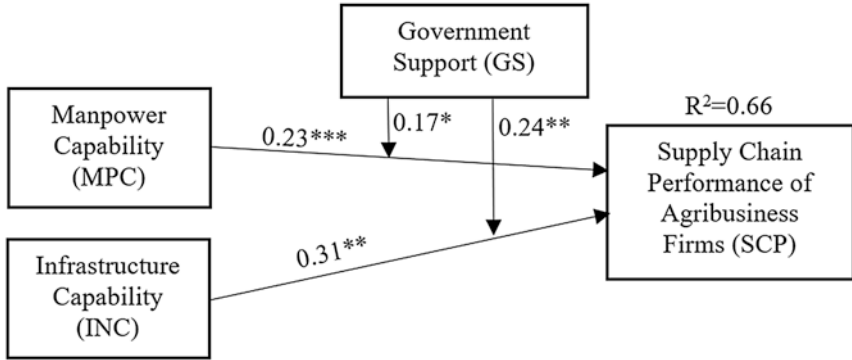 Government
Support (GS)
R²=0.66
Manpower
Capability
(MPC)
0.23***
0.17*
0.24**
Supply Chain
Performance of
Agribusiness
Firms (SCP)
Infrastructure
Capability
(INC)
0.31**